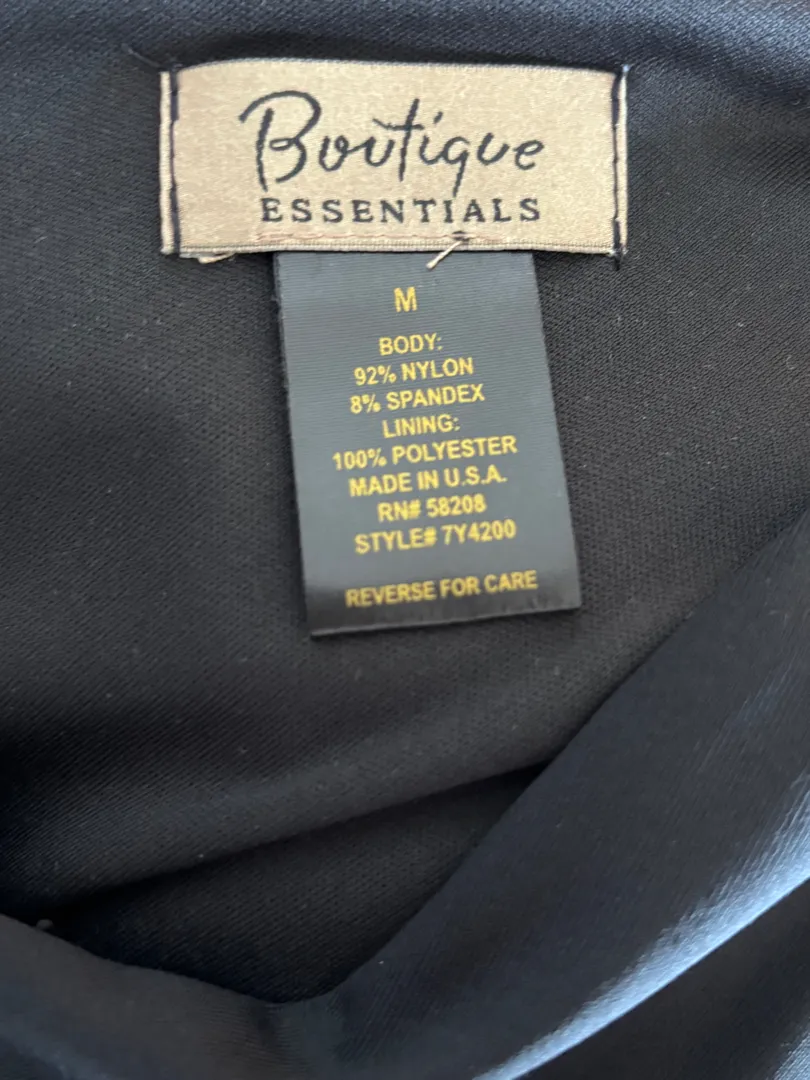 Boutique
ESSENTIALS
M
BODY:
92% NYLON
8% SPANDEX
LINING:
100% POLYESTER
MADE IN U.S.A.
RN# 58208
STYLE# 7Y4200
REVERSE FOR CARE